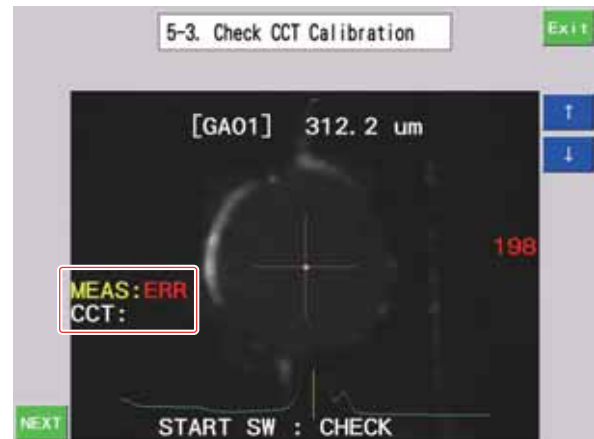 5-3. Check CCT Calibration
Exit
[GA01] 312.2 um
↑
↓
198
MEAS:ERR
CCT:
NEXT
START SW : CHECK